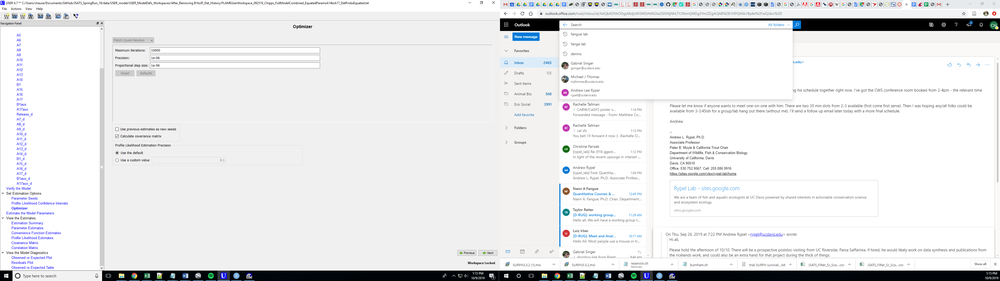 USER 4.7 ** C:/Users/chause/Documents/GitHub/JSATS_SpringRun_19/data/USER_model/USER_ModelDefs_Workspaces/After_Removing B1toJP_Det_History/FLAMEUserWorkspace_092519_Chipps_FullModelCombined_EquatedParamsA14toA17_DetProbsEquated.txt
File Actions View Help
Navigation Panel
A5
A6
A7
A8
A9
A10
A11
A12
A13
A14
B1
A15
A16
A17
B1aux
A17aux
Release_d
A7_d
A8_d
A9_d
A10_d
A11_d
A12_d
A13_d
A14_d
B1_d
A15_d
A16_d
A17_d
B1aux_d
A17aux_d
Verify the Model
Set Estimation Options
Parameter Seeds
Profile Likelihood Confidence Intervals
Optimizer
Estimate the Model Parameters
View the Estimates
Estimation Summary
Parameter Estimates
Convenience Function Estimates
Profile Likelihood Estimates
Covariance Matrix
Correlation Matrix
View the Model Diagnostics
Observed vs Expected Plot
Residuals Plot
Observed vs Expected Table
Optimizer
Fletch Quasi-Newton
Maximum iterations: 10000
Precision: 1e-06
Proportional step size: 1e-06
Reset Defaults
Use previous estimates as new seeds
Calculate covariance matrix
Profile Likelihood Estimation Precision
Use the default
Use a custom value 0.1
Previous Next
Workspace Locked
Type here to search
1:15 PM
10/9/2019
Outlook
Search All folders
CH
New message
Favorites
Inbox 2465
Drafts 105
Sent Items
Animal Bio 568
Eco Social 3991
Add favorite
Folders
Groups
fangue lab
fange lab
dennis
Gabriel Singer
gsinger@ucdavis.edu
Michael J Thomas
mjthomas@ucdavis.edu
AR Andrew Lee Rypel
rypel@ucdavis.edu
RT Rachelle Tallman
CABW/CalSFS poster s... 1:14 PM
Forwarded message - From: Matthew Co...
RT Rachelle Tallman
cal sfs 1:13 PM
You bet! I'll forward it now :) -Rachelle O...
CP Christine Parisek
[rypel_lab] Re: [f18-ggest... 1:12 PM
In light of the recent upsurge in interest ...
AR Andrew Rypel
[rypel_lab] Fwd: Quantita... 1:04 PM
Andrew L. Rypel, Ph.D. Associate Profess...
NF Nann A Fangue
Quantitative Courses & ... 12:45 PM
Nann A. Fangue, Ph.D. Chair, Department...
TR Taylor Reiter
[D-RUG]: working group... 11:29 AM
Hello all, We will have a working group t...
LI Luiz Irber
[D-RUG]: Meet and Anal... 10:17 AM
Hello All, Most people use a mouse or tr...
Gabriel Singer
dropbox link from Brent 9:46 AM
s.edu>
ng his schedule together right now. I've got the CWS conference room booked from 2-4pm - the relevant time
Please let me know if anyone wants to meet one-on-one with him. There are two 30 min slots from 2-3 available (first come first serve). Then I was hoping any/all folks could be
available from 3-3:45ish for a group/lab hang out there (without me). I'll send a follow up email later today with a more final schedule.
Andrew
--
Andrew L. Rypel, Ph.D.
Associate Professor
Peter B. Moyle & California Trout Chair
Department of Wildlife, Fish & Conservation Biology
University of California, Davis
Davis, CA 95616
Office: 530.752.9567, Cell: 205.886.9916
https://sites.google.com/view/rypel-lab/home
Rypel Lab - sites.google.com
We are a team of fish and aquatic ecologists at UC Davis powered by shared interests in actionable conservation science
and ecosystem ecology.
sites.google.com
On Thu, Sep 26, 2019 at 7:22 PM Andrew Rypel <rypel@ucdavis.edu> wrote:
Hi all,
Please hold the afternoon of 10/10. There will be a prospective postdoc visiting from UC Riverside, Parsa Saffarinia. If hired, he would likely work on data synthesis and publications from
the ricelands work, and could also be an extra hand for that project during the thick of things.
SURPH3.5.2 (1).msi
SURPH3.5.2.msi
reservoir.ch
Removed
burnham.ch
trial SURPH survival....txt
JSATS_Filter_SJ_Sca....csv
JSATS_Filter_SJ_Sca....csv
Show all
1:15 PM
10/9/2019